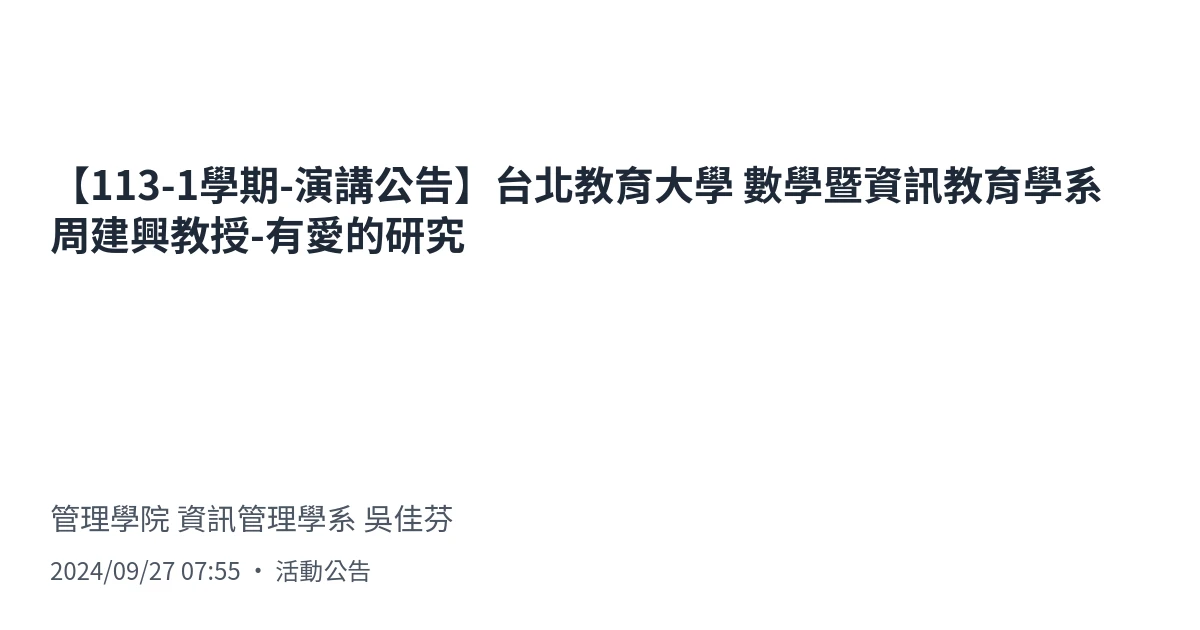 【113-1學期-演講公告】台北教育大學 數學暨資訊教育學系
周建興教授-有愛的研究
管理學院 資訊管理學系 吳佳芬
2024/09/27 07:55 · 活動公告